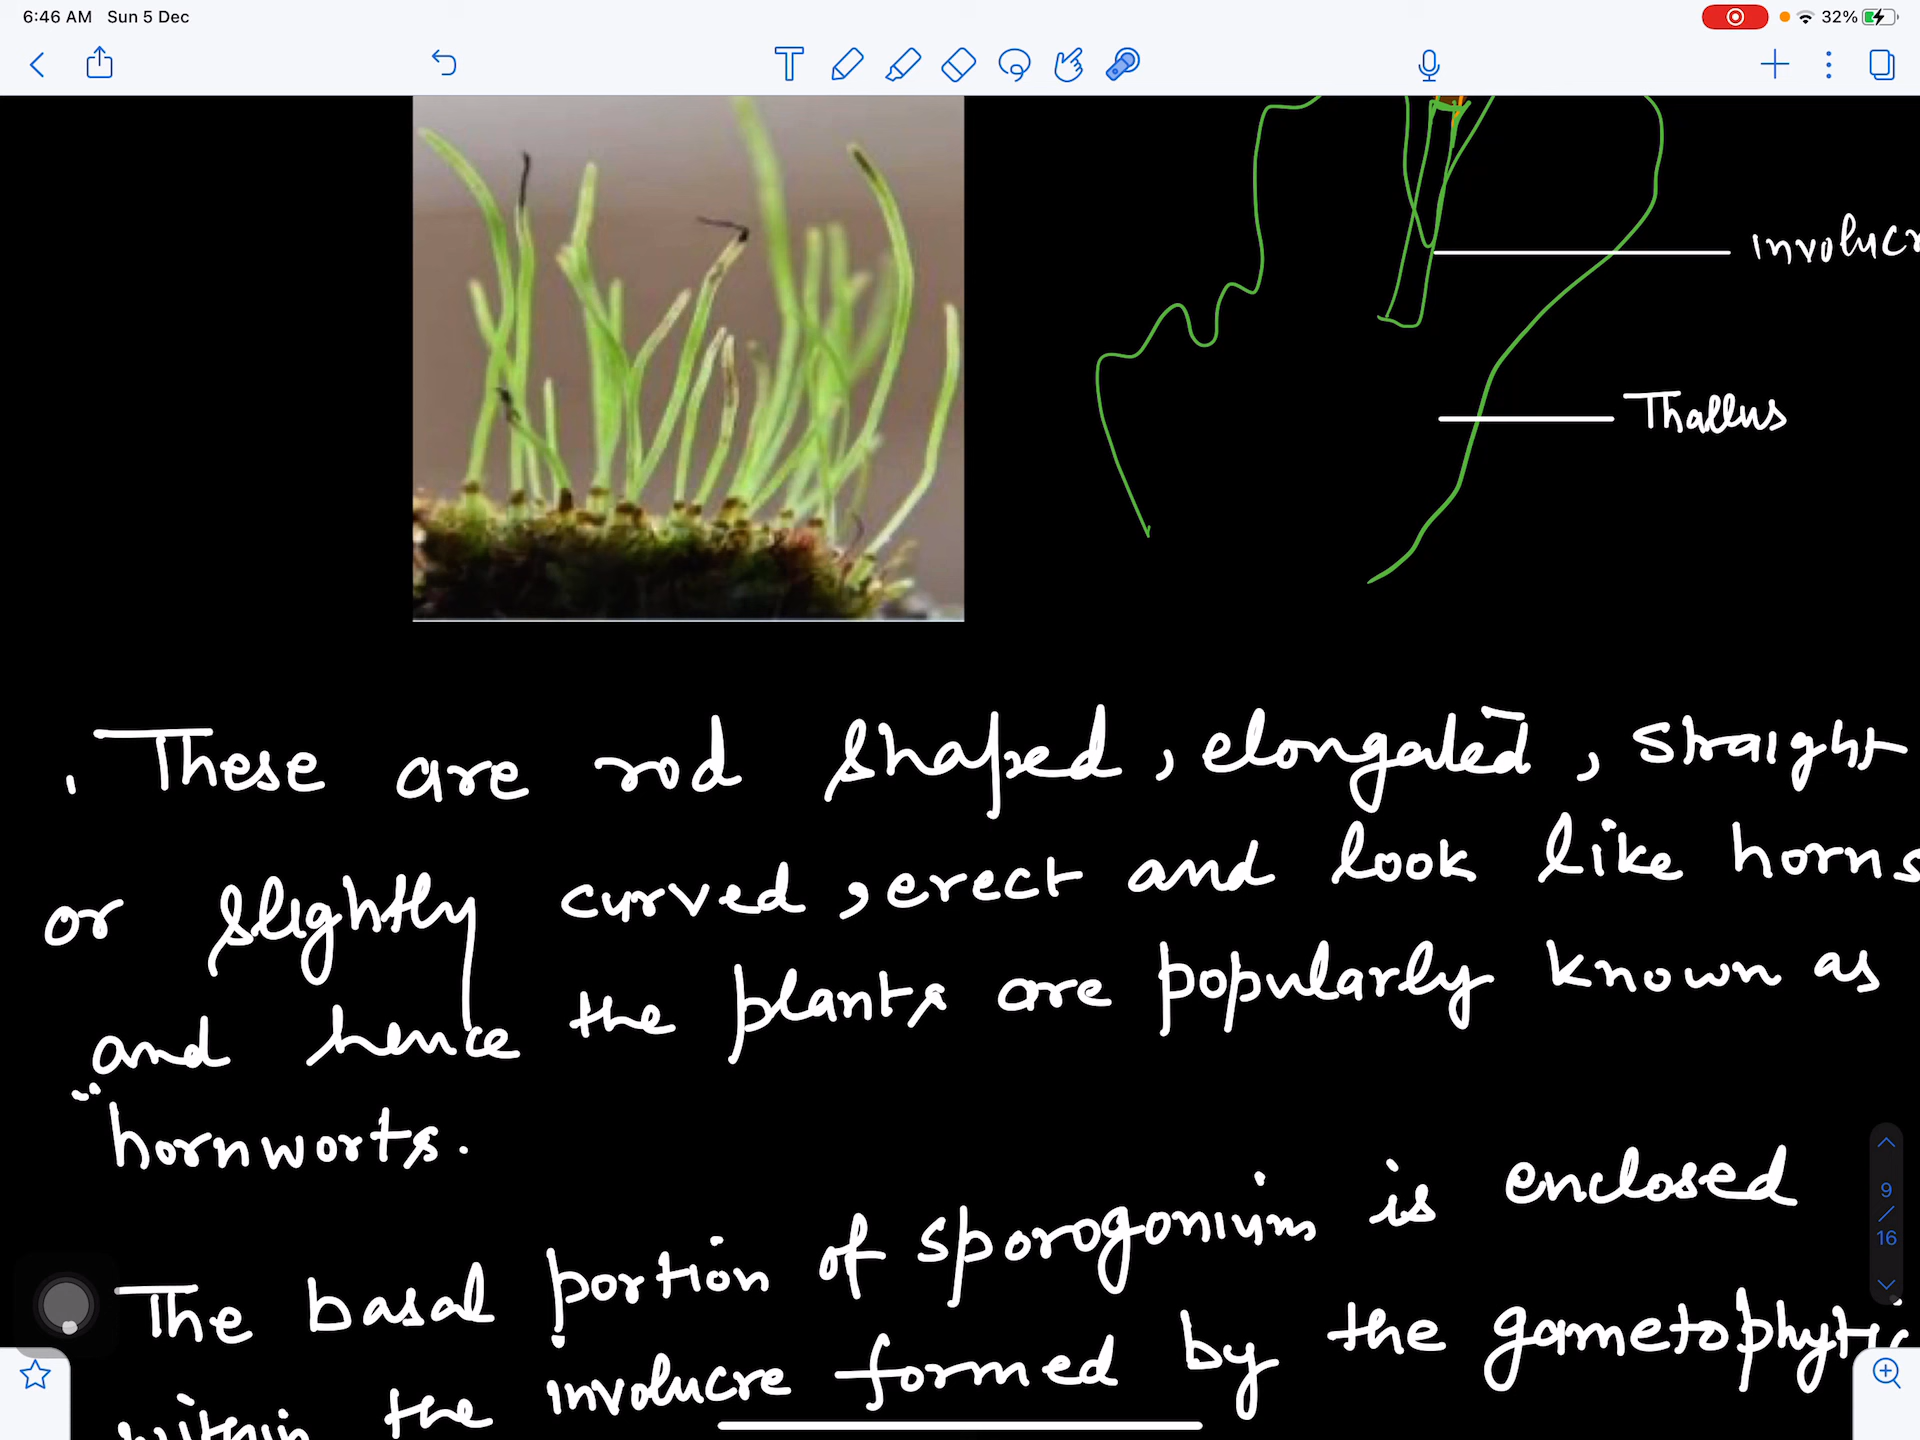 6:46 AM Sun 5 Dec
32%
T
Involucr
Thallus
These are rod shaped, elongated, straight
or slightly curved, erect and look like horns
and hence the plants are popularly known as
hornworts.
9
/
16
The basal portion of sporogonium is enclosed
within the involucre formed by the gametophytic